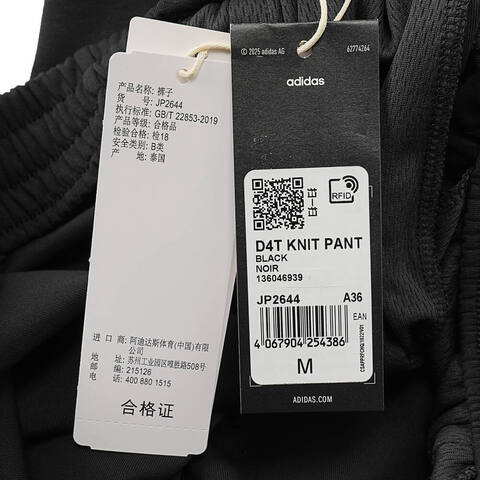 产品名称: 裤子
货 号: JP2644
执行标准: GB/T 22853-2019
产品等级: 合格品
检验合格: 检18
安全类别: B类
产 地: 泰国
进 口 商: 阿迪达斯体育(中国)有限
公司
地 址: 苏州工业园区唯胜路508号
邮 编: 215126
电 话: 400 880 1515
合格证
© 2025 adidas AG
62774264
adidas
RFID
D4T KNIT PANT
BLACK
NOIR
136046939
JP2644 A36
EAN
4 067904 254386
M
ADIDAS.COM